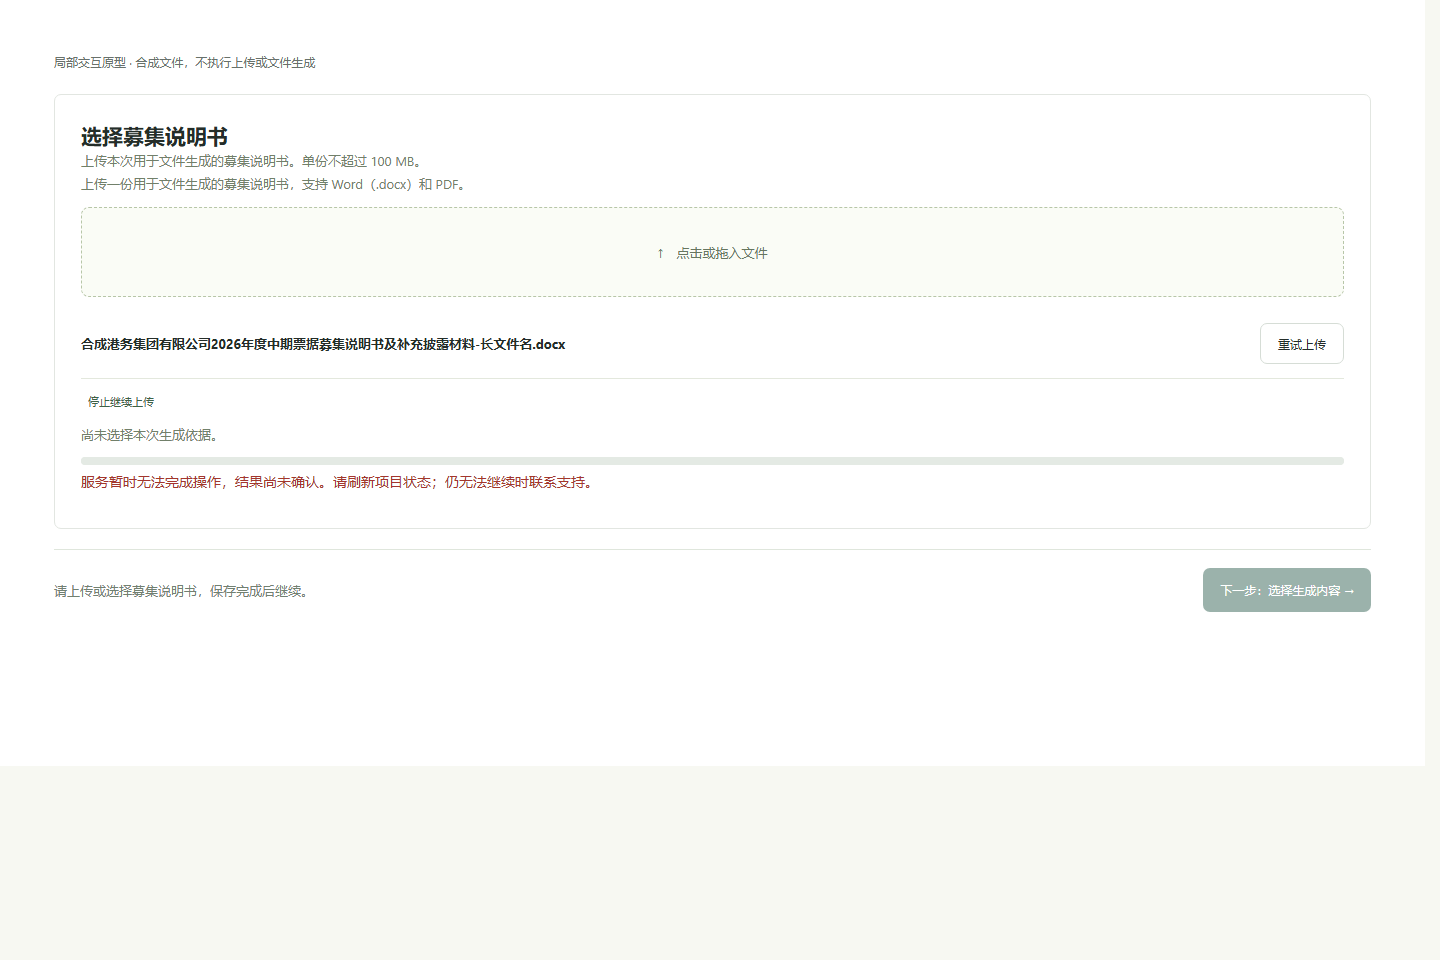 局部交互原型 · 合成文件，不执行上传或文件生成
选择募集说明书
上传本次用于文件生成的募集说明书。单份不超过 100 MB。
上传一份用于文件生成的募集说明书，支持 Word（.docx）和 PDF。
↑ 点击或拖入文件
合成港务集团有限公司2026年度中期票据募集说明书及补充披露材料-长文件名.docx
重试上传
停止继续上传
尚未选择本次生成依据。
服务暂时无法完成操作，结果尚未确认。请刷新项目状态；仍无法继续时联系支持。
请上传或选择募集说明书，保存完成后继续。
下一步：选择生成内容 →